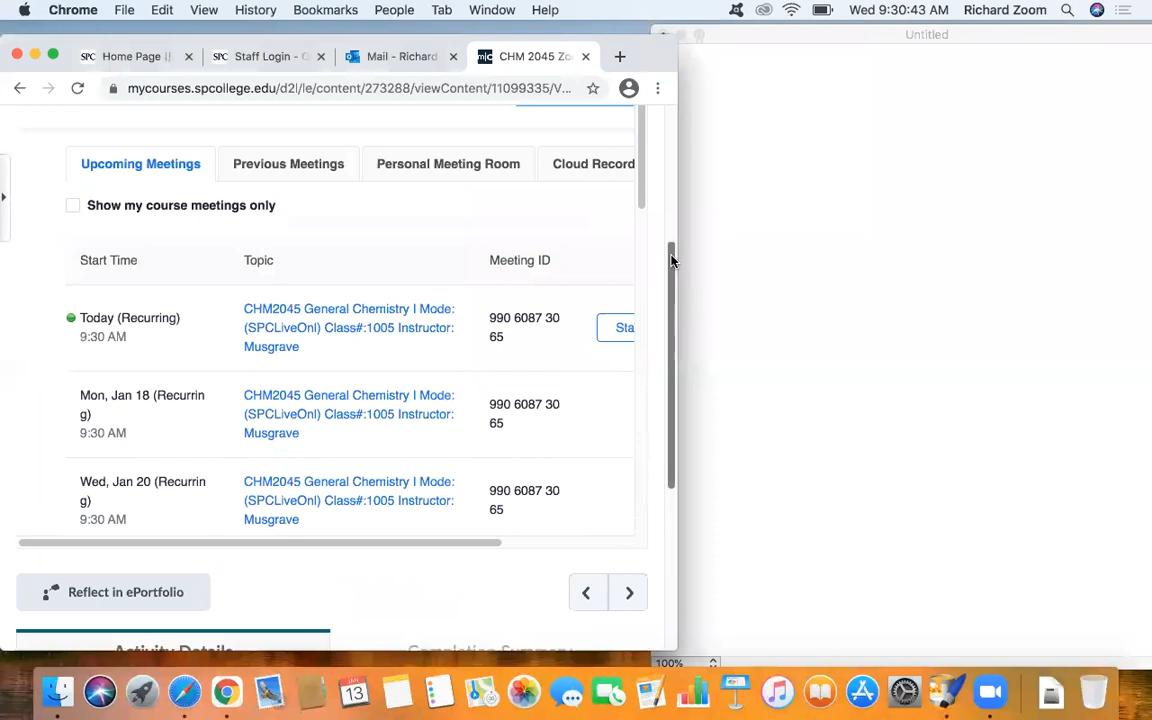 Chrome File Edit View History Bookmarks People Tab Window Help Wed 9:30:43 AM Richard Zoom
Untitled
SPC Home Page | SPC Staff Login - Mail - Richard CHM 2045 Zo
mycourses.spcollege.edu/d2l/le/content/273288/viewContent/11099335/V...
Upcoming Meetings Previous Meetings Personal Meeting Room Cloud Record
Show my course meetings only
Start Time Topic Meeting ID
Today (Recurring)
9:30 AM
CHM2045 General Chemistry I Mode:
(SPCLiveOnl) Class#:1005 Instructor:
Musgrave
990 6087 30
65
Sta
Mon, Jan 18 (Recurrin
g)
9:30 AM
CHM2045 General Chemistry I Mode:
(SPCLiveOnl) Class#:1005 Instructor:
Musgrave
990 6087 30
65
Wed, Jan 20 (Recurrin
g)
9:30 AM
CHM2045 General Chemistry I Mode:
(SPCLiveOnl) Class#:1005 Instructor:
Musgrave
990 6087 30
65
Reflect in ePortfolio
Activity Details Completion Summary
100%
13